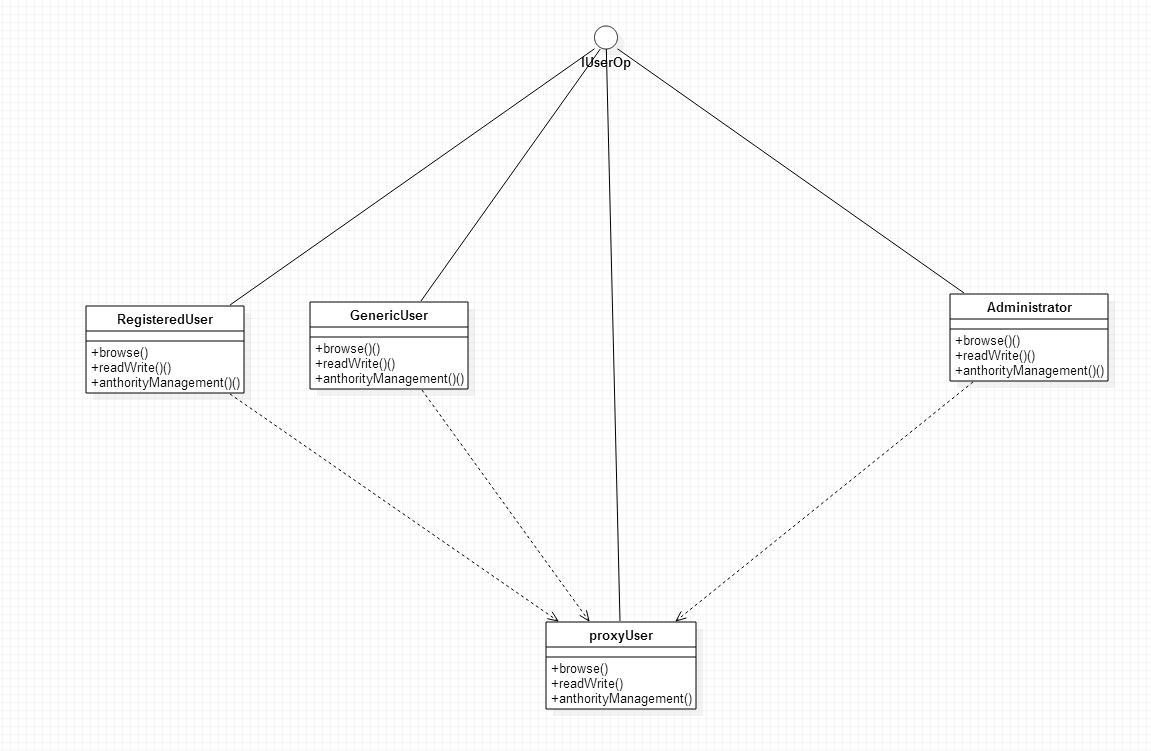 IUserOp
RegisteredUser
+browse()
+readWrite()()
+anthorityManagement()()
GenericUser
+browse()()
+readWrite()()
+anthorityManagement()()
Administrator
+browse()()
+readWrite()()
+anthorityManagement()()
proxyUser
+browse()
+readWrite()
+anthorityManagement()